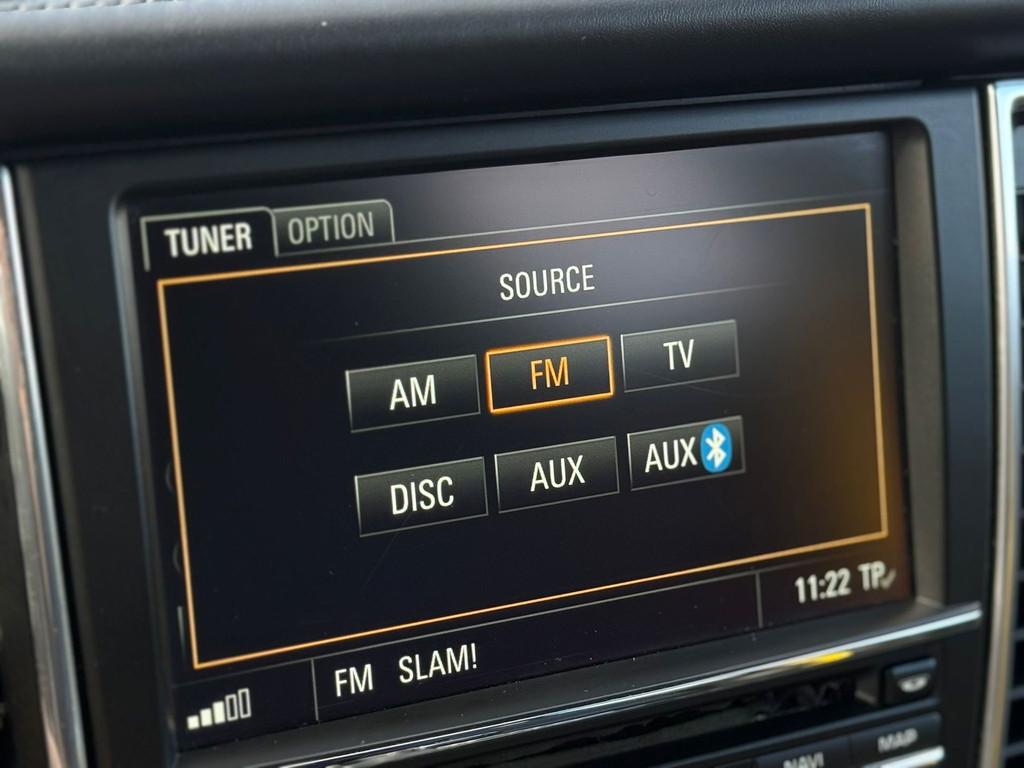 TUNER OPTION
SOURCE
AM FM TV
DISC AUX AUX
11:22 TP
FM SLAM!
NAVI MAP